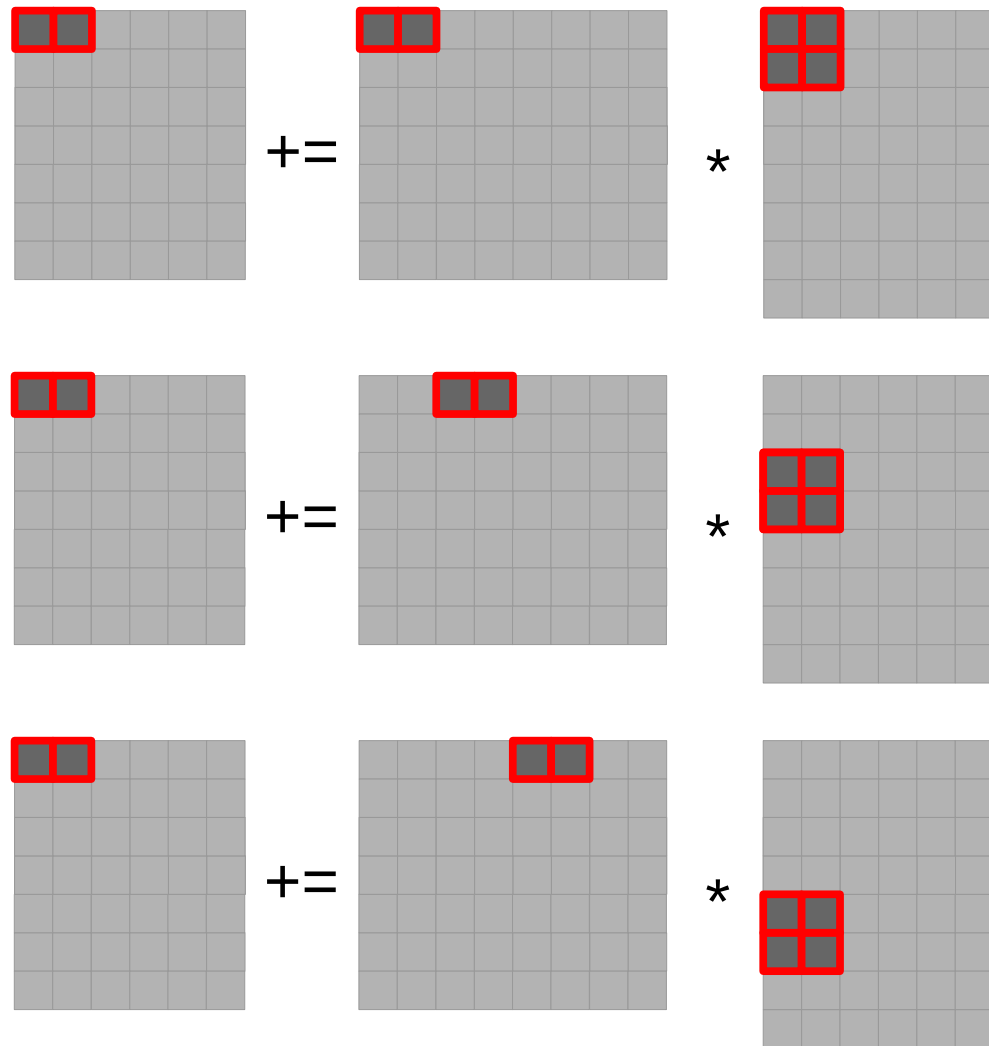 += *
+= *
+= *